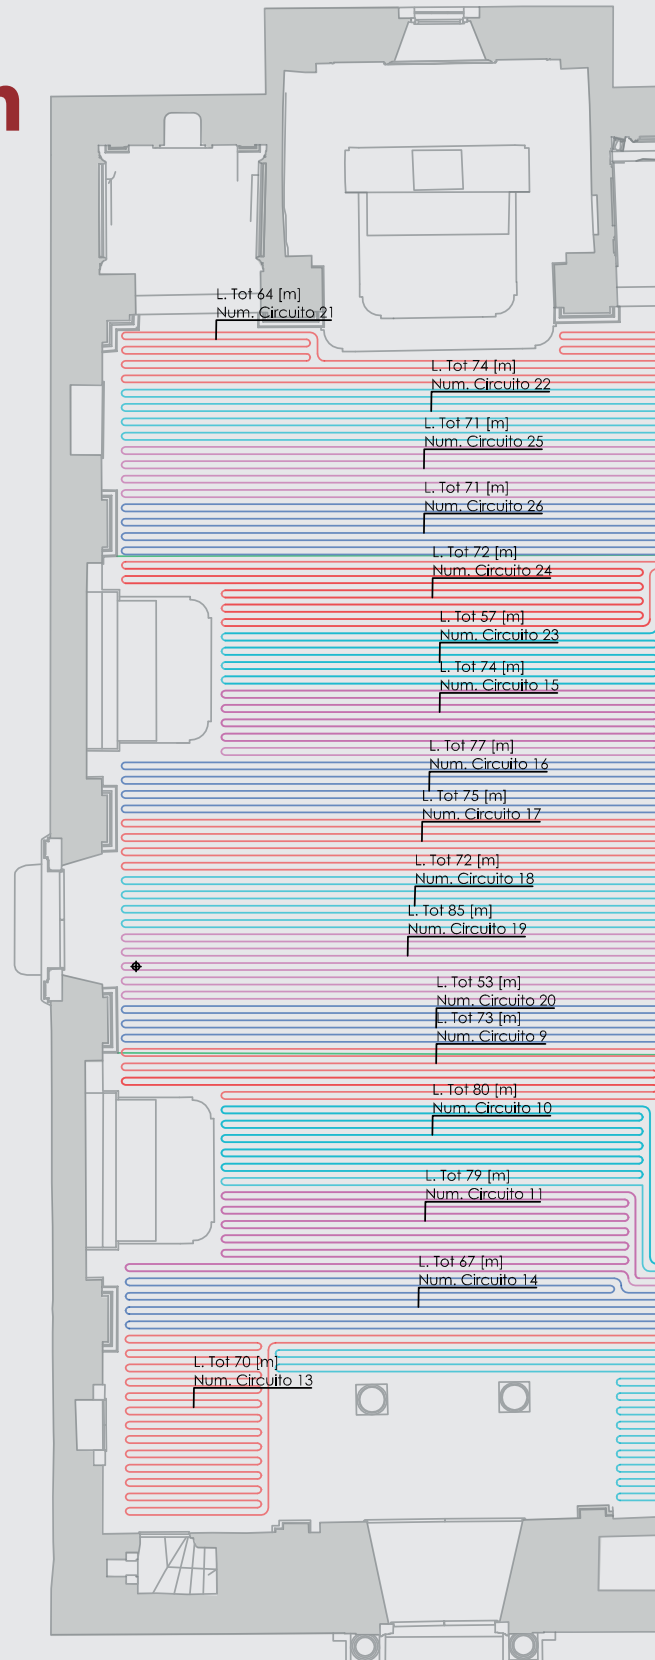 n
L. Tot 64 [m]
Num. Circuito 21
L. Tot 74 [m]
Num. Circuito 22
L. Tot 71 [m]
Num. Circuito 25
L. Tot 71 [m]
Num. Circuito 26
L. Tot 72 [m]
Num. Circuito 24
L. Tot 57 [m]
Num. Circuito 23
L. Tot 74 [m]
Num. Circuito 15
L. Tot 77 [m]
Num. Circuito 16
L. Tot 75 [m]
Num. Circuito 17
L. Tot 72 [m]
Num. Circuito 18
L. Tot 85 [m]
Num. Circuito 19
L. Tot 53 [m]
Num. Circuito 20
L. Tot 73 [m]
Num. Circuito 9
L. Tot 80 [m]
Num. Circuito 10
L. Tot 79 [m]
Num. Circuito 11
L. Tot 67 [m]
Num. Circuito 14
L. Tot 70 [m]
Num. Circuito 13